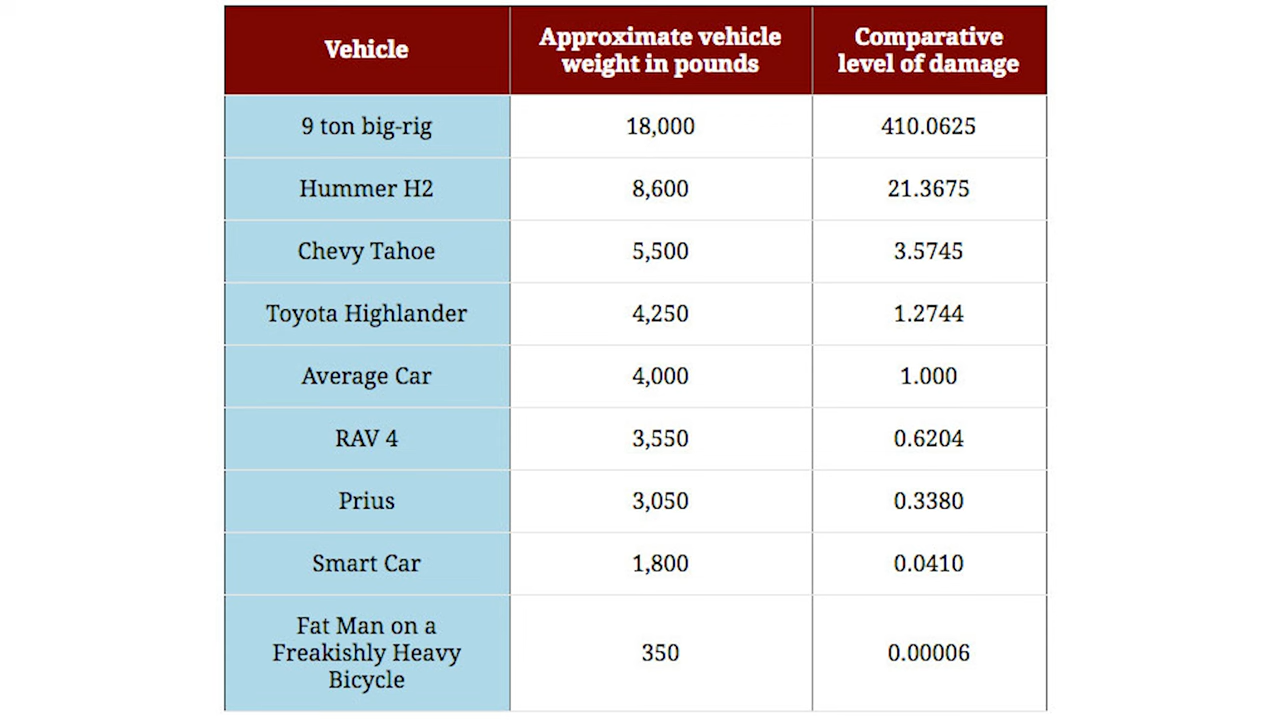 Vehicle
Approximate vehicle
weight in pounds
Comparative
level of damage
9 ton big-rig 18,000 410.0625
Hummer H2 8,600 21.3675
Chevy Tahoe 5,500 3.5745
Toyota Highlander 4,250 1.2744
Average Car 4,000 1.000
RAV 4 3,550 0.6204
Prius 3,050 0.3380
Smart Car 1,800 0.0410
Fat Man on a
Freakishly Heavy
Bicycle
350 0.00006